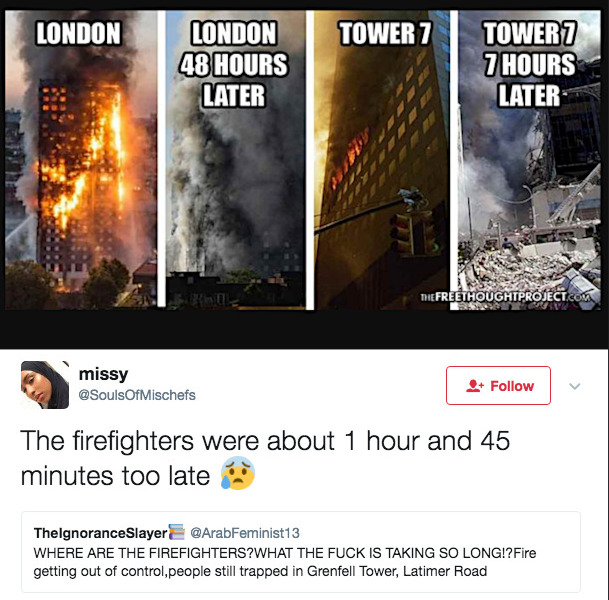 LONDON
LONDON
48 HOURS
LATER
TOWER 7
TOWER 7
7 HOURS
LATER
THEFREETHOUGHTPROJECT.COM
missy
@SoulsOfMischefs
Follow
The firefighters were about 1 hour and 45
minutes too late 😰
TheIgnoranceSlayer📚 @ArabFeminist13
WHERE ARE THE FIREFIGHTERS?WHAT THE FUCK IS TAKING SO LONG!?Fire
getting out of control,people still trapped in Grenfell Tower, Latimer Road